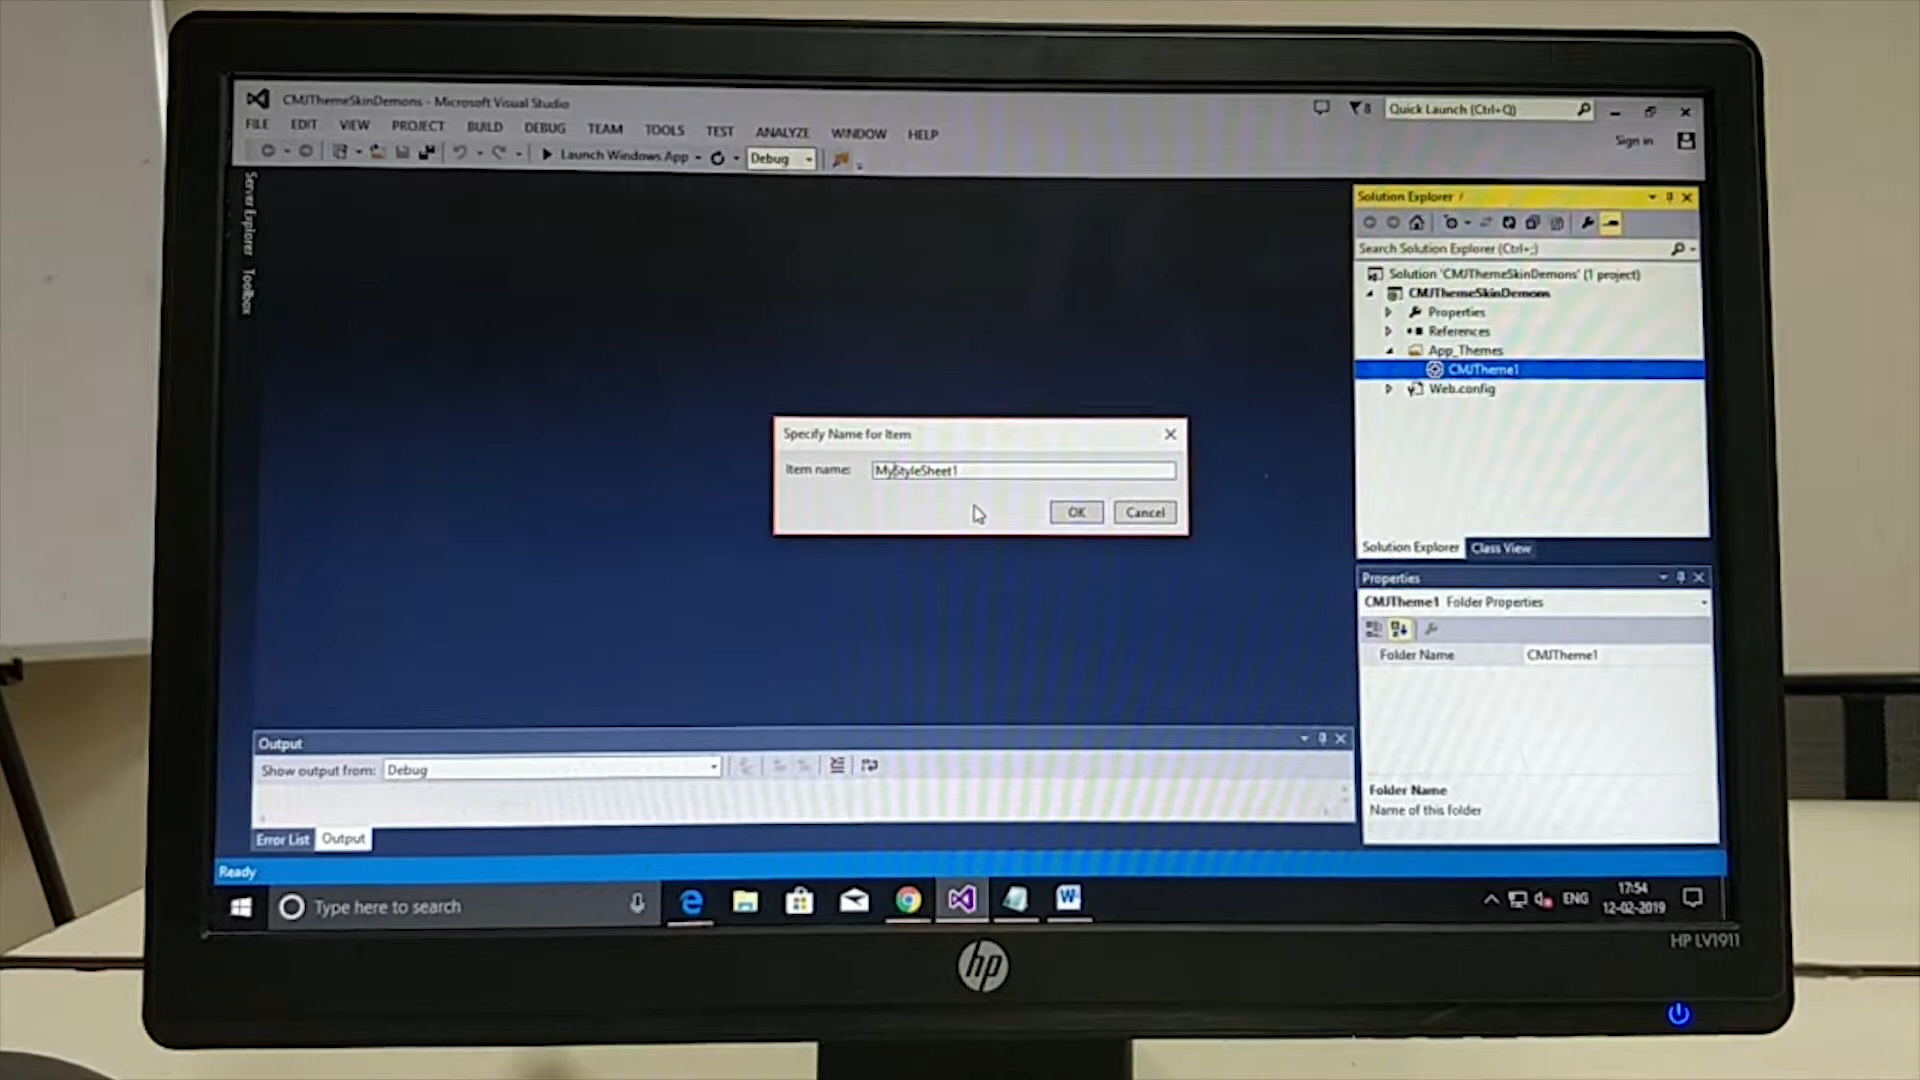 CMJThemeSkinDemons - Microsoft Visual Studio
8
Quick Launch (Ctrl+Q)
FILE EDIT VIEW PROJECT BUILD DEBUG TEAM TOOLS TEST ANALYZE WINDOW HELP
Sign in
Launch Windows App
Debug
Server Explorer
Toolbox
Solution Explorer
Search Solution Explorer (Ctrl+;)
Solution 'CMJThemeSkinDemons' (1 project)
CMJThemeSkinDemons
Properties
References
App_Themes
CMJTheme1
Web.config
Specify Name for Item
Item name: MyStyleSheet1
OK Cancel
Solution Explorer Class View
Properties
CMJTheme1 Folder Properties
Folder Name CMJTheme1
Folder Name
Name of this folder
Output
Show output from: Debug
Error List Output
Ready
Type here to search
ENG
17:54
12-02-2019
HP LV1911
hp